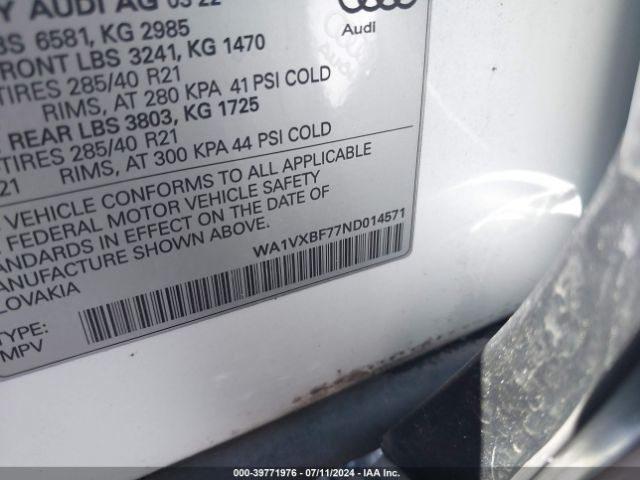 Y AUDI AG 03 22
BS 6581, KG 2985
FRONT LBS 3241, KG 1470
TIRES 285/40 R21
RIMS, AT 280 KPA 41 PSI COLD
REAR LBS 3803, KG 1725
TIRES 285/40 R21
21 RIMS, AT 300 KPA 44 PSI COLD
VEHICLE CONFORMS TO ALL APPLICABLE
FEDERAL MOTOR VEHICLE SAFETY
ANDARDS IN EFFECT ON THE DATE OF
MANUFACTURE SHOWN ABOVE.
LOVAKIA
WA1VXBF77ND014571
TYPE:
MPV
Audi
000-39771976 - 07/11/2024 - IAA Inc.